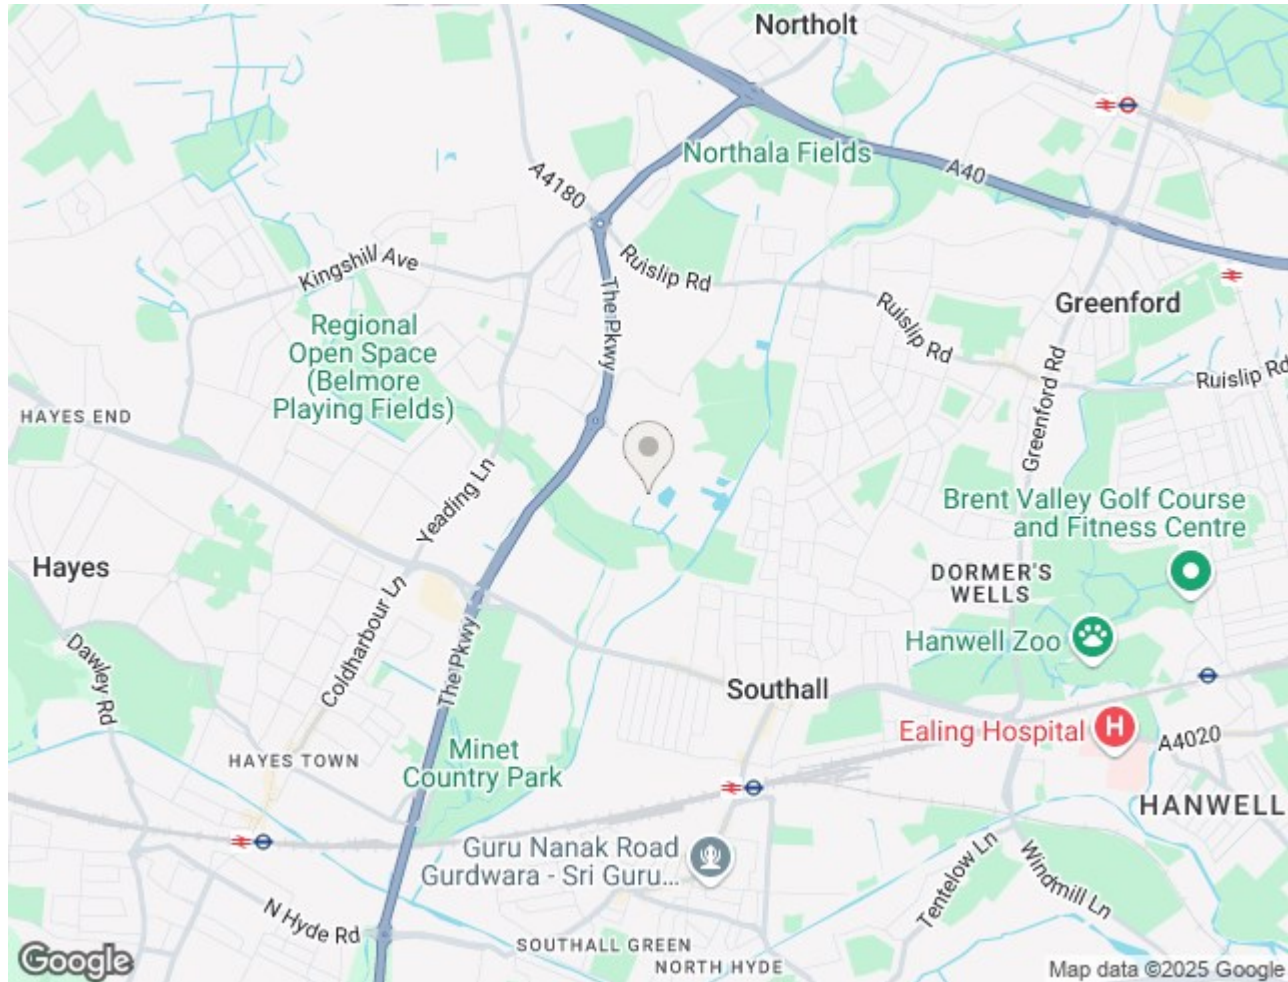 Northolt
Northala Fields
A40
A4180
Kingshill Ave
Ruislip Rd
The Pkwy
Ruislip Rd
Greenford
Ruislip Rd
Greenford Rd
Regional
Open Space
(Belmore
Playing Fields)
HAYES END
Yeading Ln
Brent Valley Golf Course
and Fitness Centre
Hayes
DORMER'S
WELLS
Coldharbour Ln
Hanwell Zoo
The Pkwy
Dawley Rd
Southall
Ealing Hospital
H
A4020
HAYES TOWN
Minet
Country Park
HANWELL
Guru Nanak Road
Gurdwara - Sri Guru...
Tentelow Ln
Windmill Ln
N Hyde Rd
SOUTHALL GREEN
NORTH HYDE
Google
Map data ©2025 Google